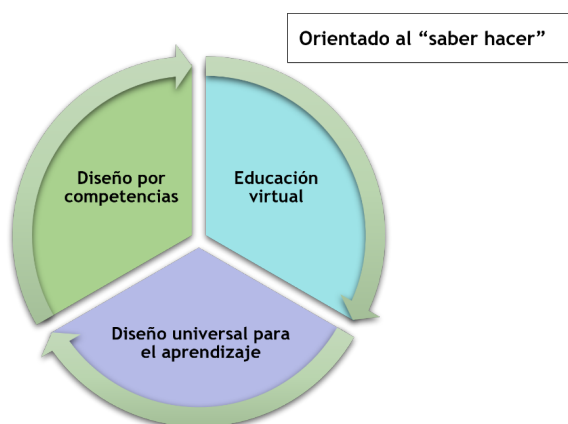 Orientado al “saber hacer”
Diseño por
competencias
Educación
virtual
Diseño universal para
el aprendizaje